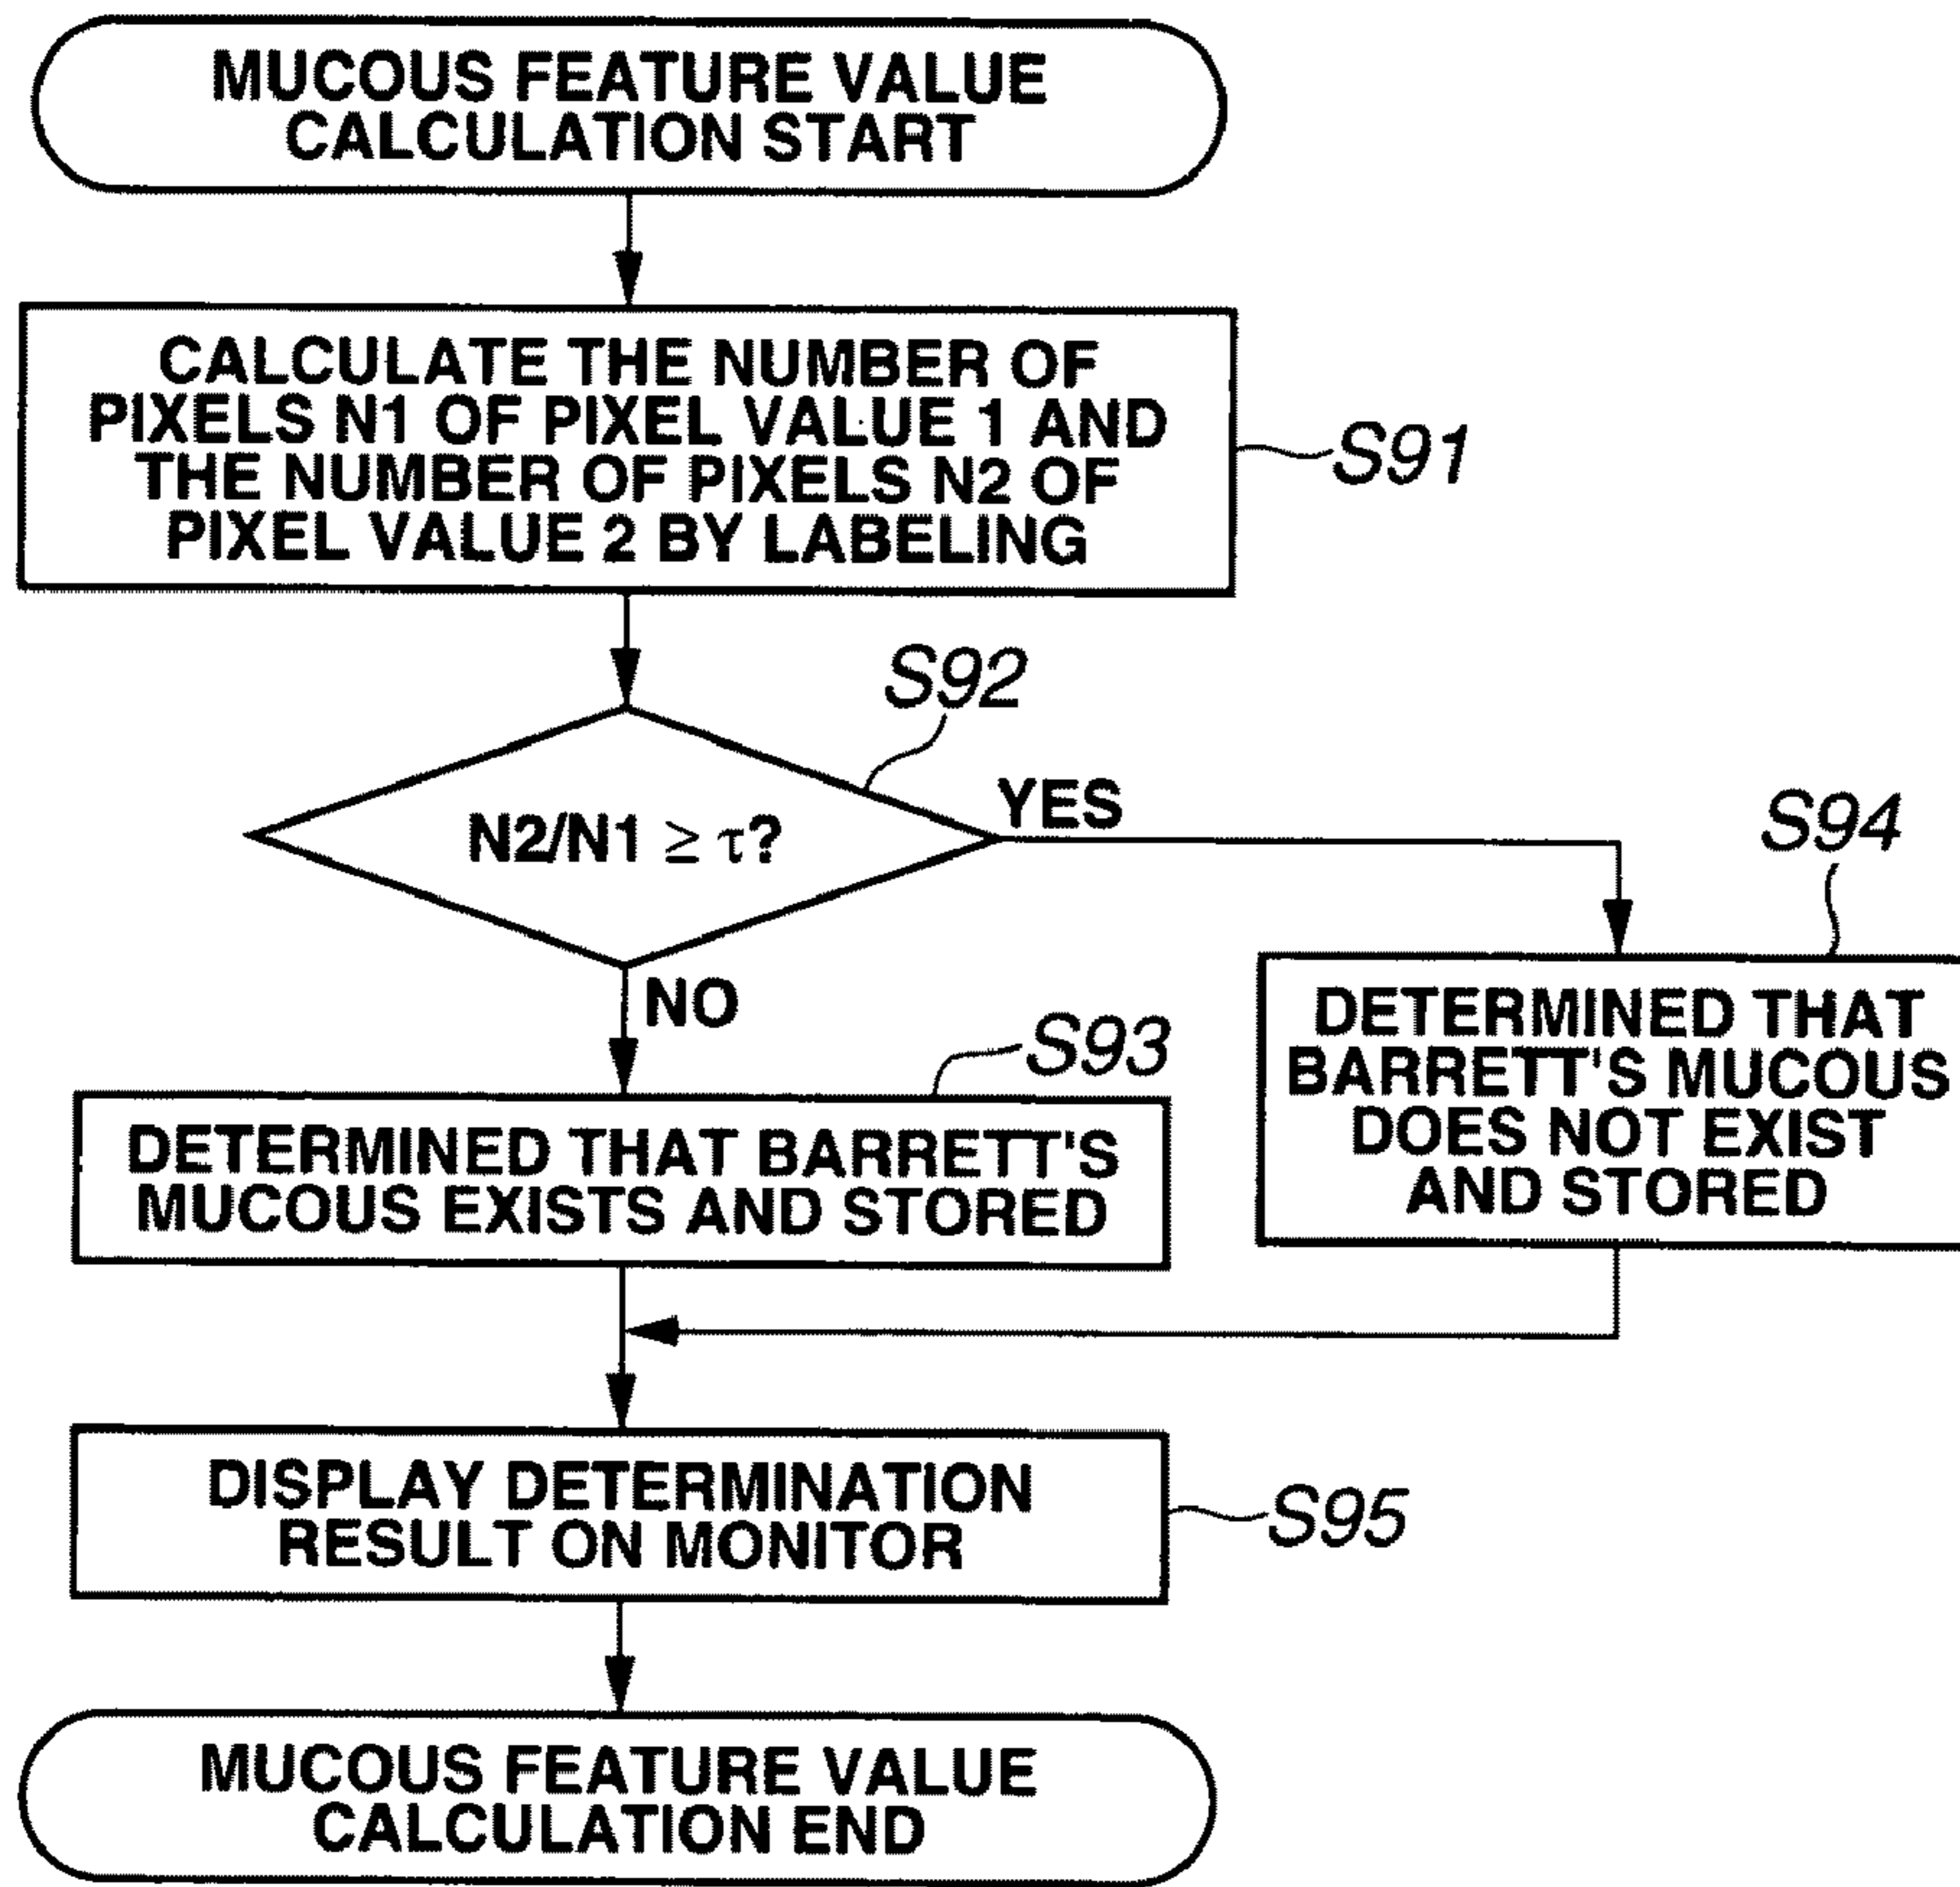 MUCOUS FEATURE VALUE
CALCULATION START
CALCULATE THE NUMBER OF
PIXELS N1 OF PIXEL VALUE 1 AND
THE NUMBER OF PIXELS N2 OF
PIXEL VALUE 2 BY LABELING
S91
S92
N2/N1 ≥ τ?
YES
S94
NO
DETERMINED THAT
BARRETT'S MUCOUS
DOES NOT EXIST
AND STORED
S93
DETERMINED THAT BARRETT'S
MUCOUS EXISTS AND STORED
DISPLAY DETERMINATION
RESULT ON MONITOR
S95
MUCOUS FEATURE VALUE
CALCULATION END